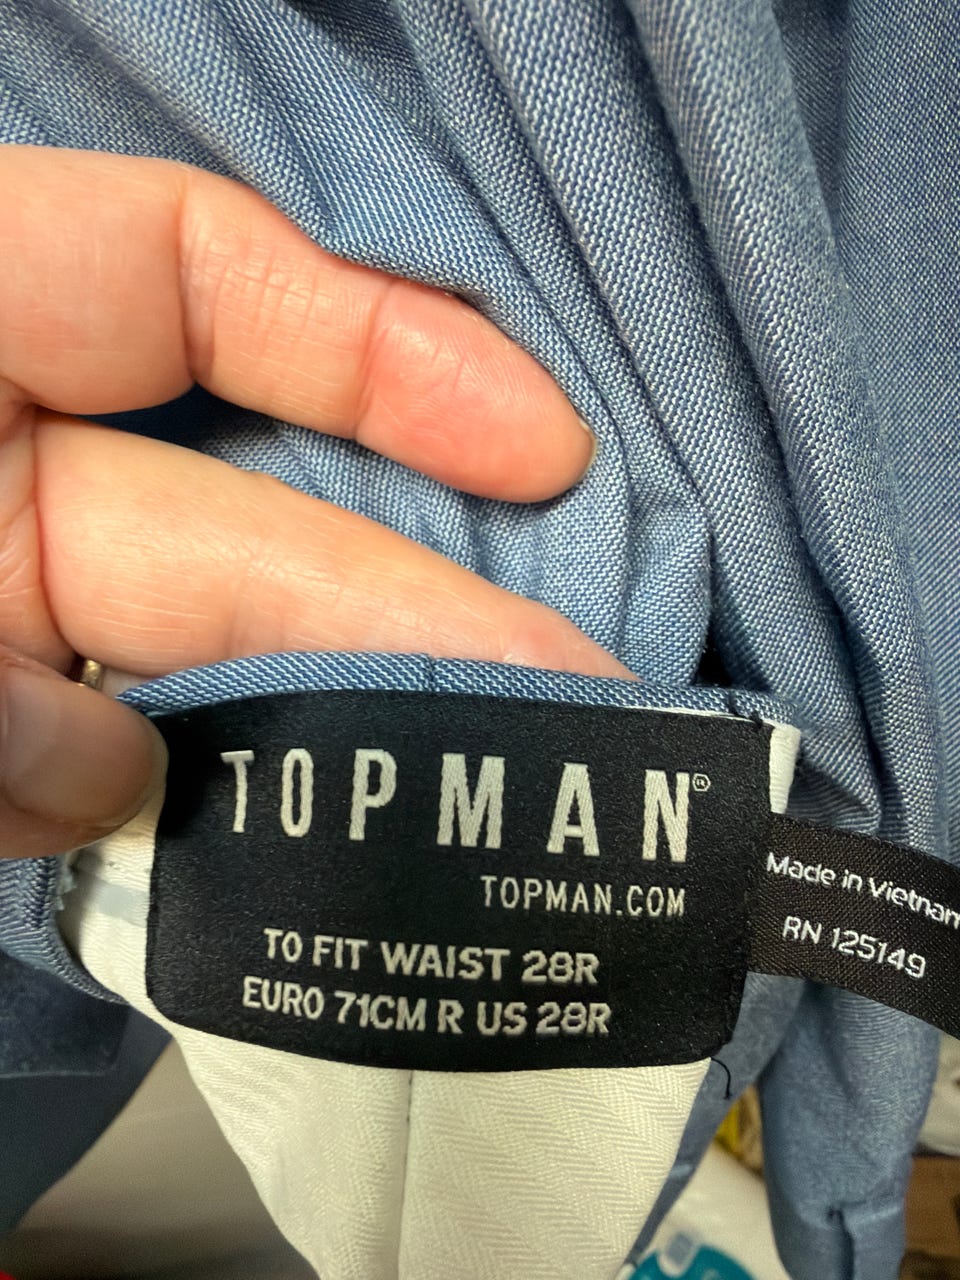 TOPMAN®
TOPMAN.COM
TO FIT WAIST 28R
EURO 71CM R US 28R
Made in Vietnam
RN 125149